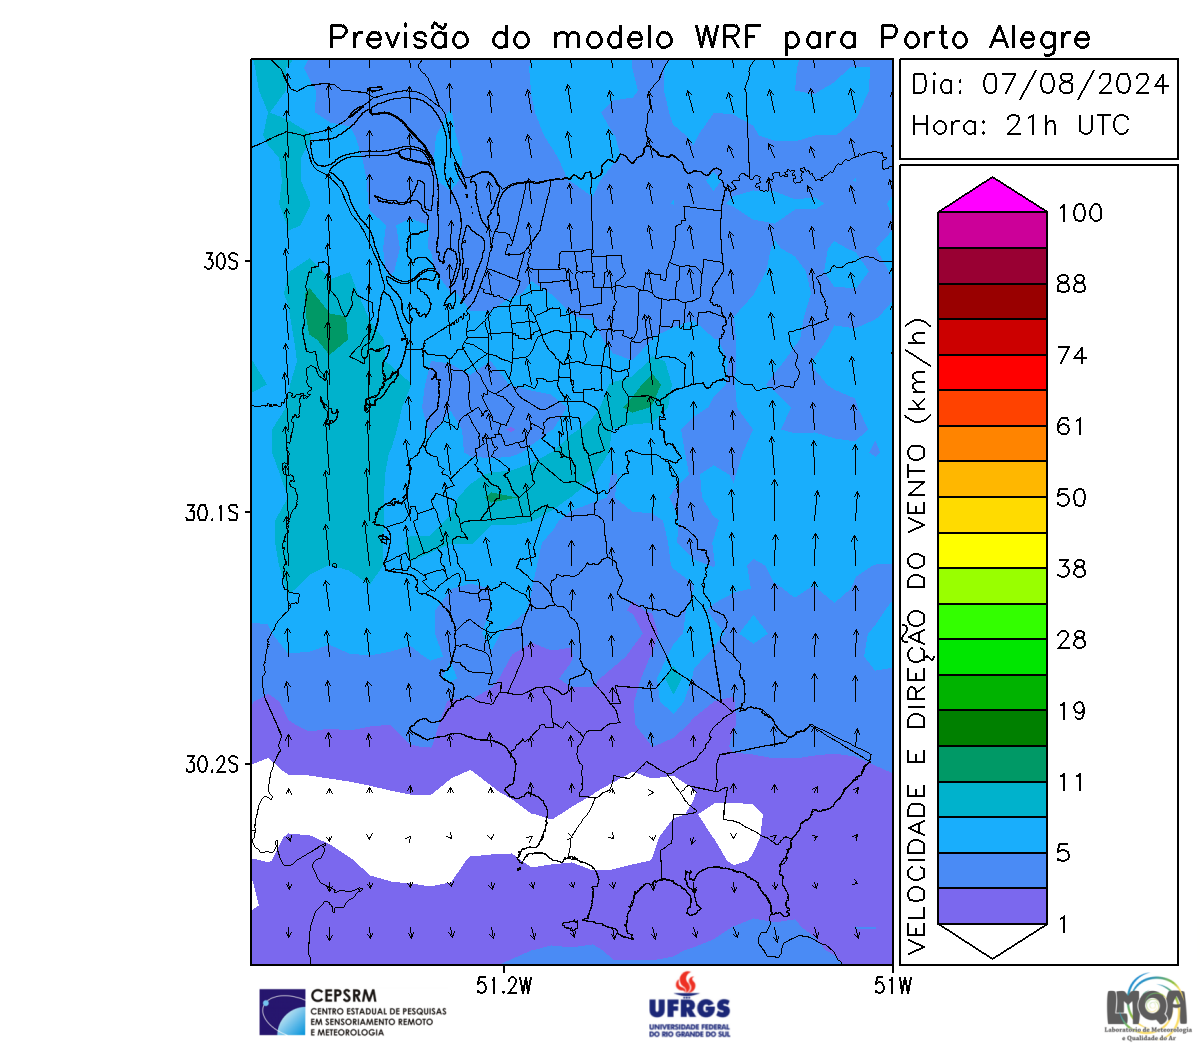 Previsão do modelo WRF para Porto Alegre
Dia: 07/08/2024
Hora: 21h UTC
30S
30.1S
30.2S
51.2W
51W
VELOCIDADE E DIREÇÃO DO VENTO (km/h)
100
88
74
61
50
38
28
19
11
5
1
CEPSRM
CENTRO ESTADUAL DE PESQUISAS
EM SENSORIAMENTO REMOTO
E METEOROLOGIA
UFRGS
UNIVERSIDADE FEDERAL
DO RIO GRANDE DO SUL
LMQA
Laboratório de Meteorologia
e Qualidade do Ar